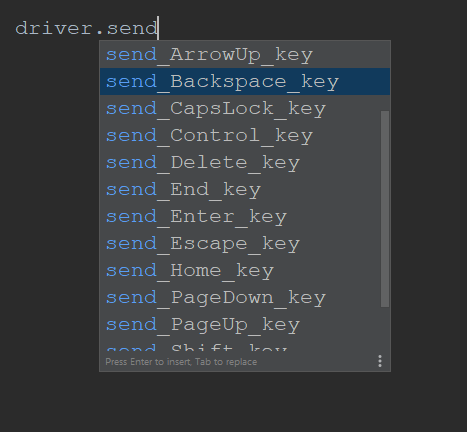 driver.send
send_ArrowUp_key
send_Backspace_key
send_CapsLock_key
send_Control_key
send_Delete_key
send_End_key
send_Enter_key
send_Escape_key
send_Home_key
send_PageDown_key
send_PageUp_key
send_Shift_key
Press Enter to insert, Tab to replace